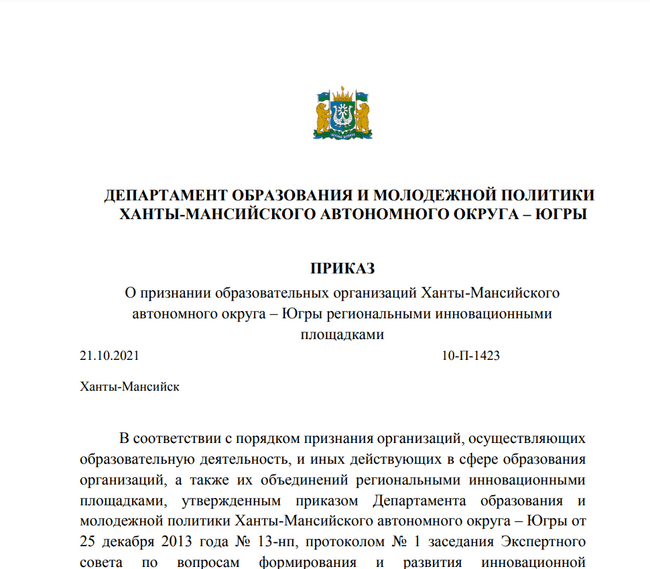 ДЕПАРТАМЕНТ ОБРАЗОВАНИЯ И МОЛОДЕЖНОЙ ПОЛИТИКИ
ХАНТЫ-МАНСИЙСКОГО АВТОНОМНОГО ОКРУГА – ЮГРЫ
ПРИКАЗ
О признании образовательных организаций Ханты-Мансийского
автономного округа – Югры региональными инновационными
площадками
21.10.2021 10-П-1423
Ханты-Мансийск
В соответствии с порядком признания организаций, осуществляющих
образовательную деятельность, и иных действующих в сфере образования
организаций, а также их объединений региональными инновационными
площадками, утвержденным приказом Департамента образования и
молодежной политики Ханты-Мансийского автономного округа – Югры от
25 декабря 2013 года № 13-нп, протоколом № 1 заседания Экспертного
совета по вопросам формирования и развития инновационной